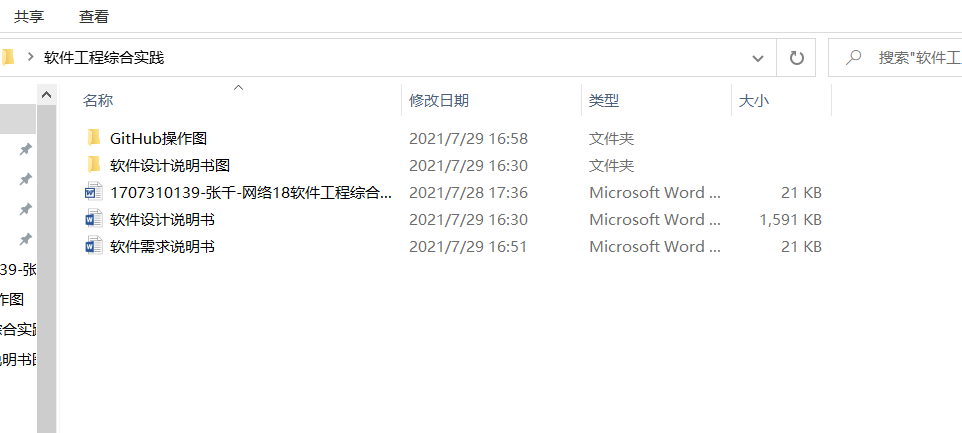 共享 查看
软件工程综合实践 搜索"软件工
名称 修改日期 类型 大小
GitHub操作图 2021/7/29 16:58 文件夹
软件设计说明书图 2021/7/29 16:30 文件夹
1707310139-张千-网络18软件工程综合... 2021/7/28 17:36 Microsoft Word ... 21 KB
软件设计说明书 2021/7/29 16:30 Microsoft Word ... 1,591 KB
软件需求说明书 2021/7/29 16:51 Microsoft Word ... 21 KB
39-张
作图
综合实践
说明书图